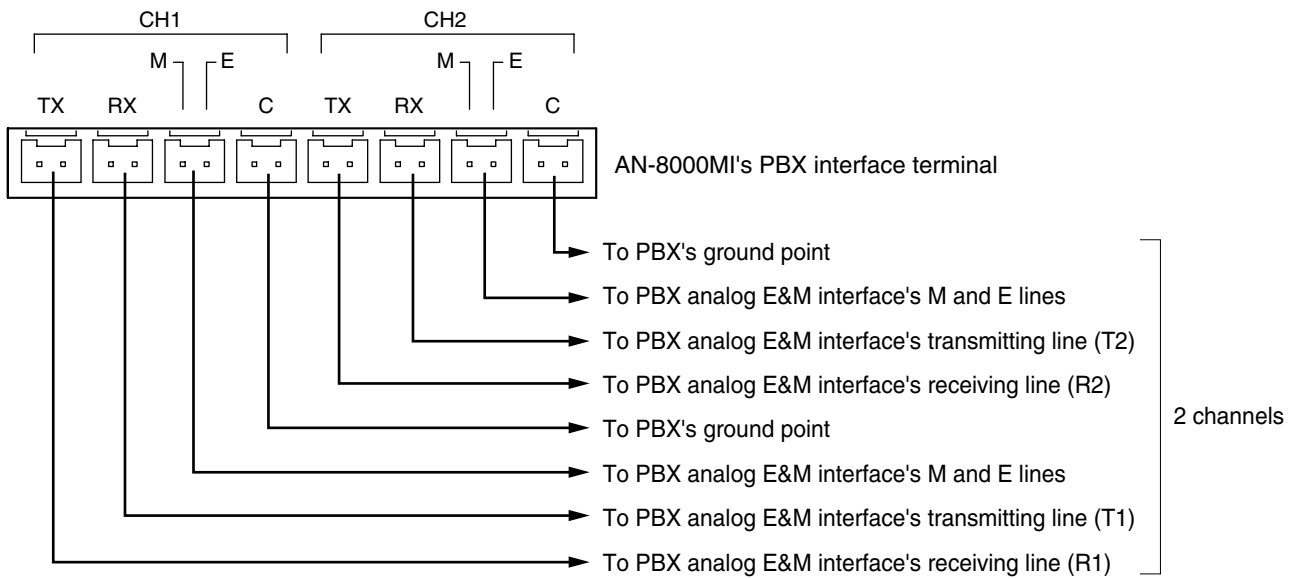 CH1 CH2
M E M E
TX RX C TX RX C
AN-8000MI's PBX interface terminal
To PBX's ground point
To PBX analog E&M interface's M and E lines
To PBX analog E&M interface's transmitting line (T2)
To PBX analog E&M interface's receiving line (R2)
To PBX's ground point
To PBX analog E&M interface's M and E lines
To PBX analog E&M interface's transmitting line (T1)
To PBX analog E&M interface's receiving line (R1)
2 channels